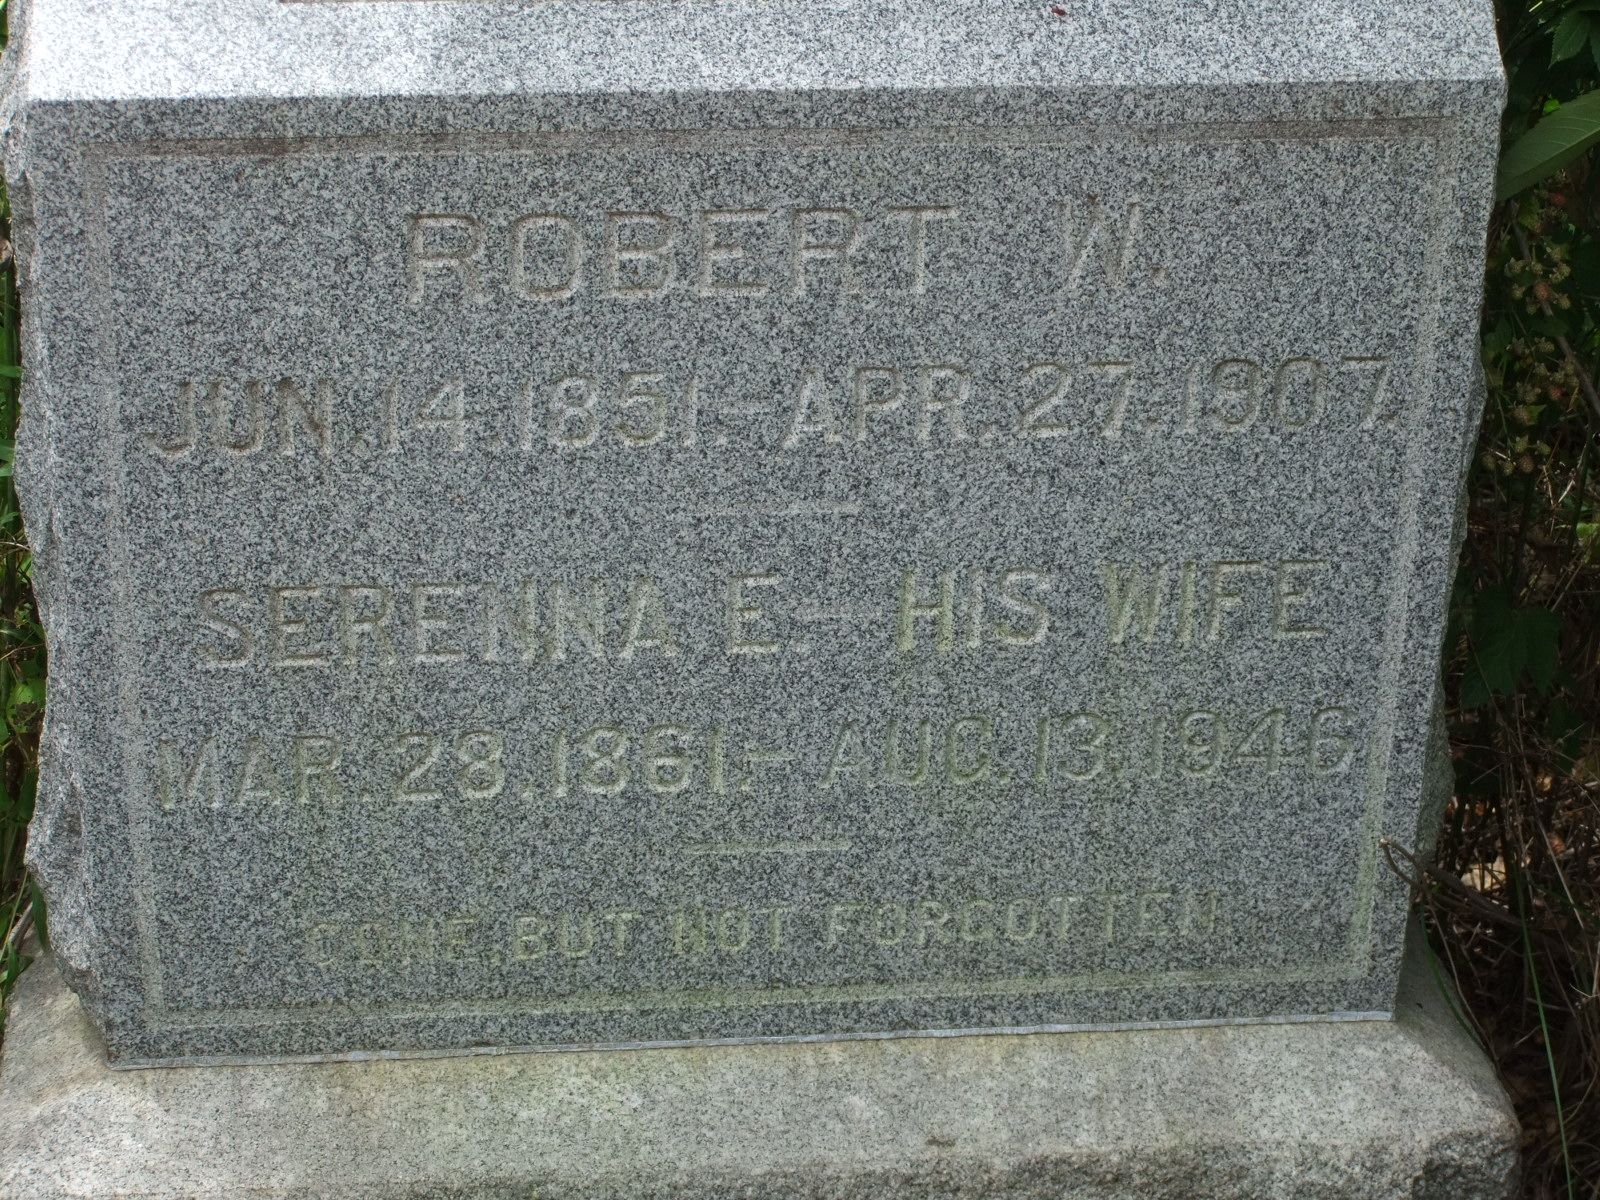 ROBERT W.
JUN. 14. 1851. — APR. 27. 1907.
SERENNA E. — HIS WIFE
MAR. 28. 1861. — AUG. 13. 1946
GONE, BUT NOT FORGOTTEN.